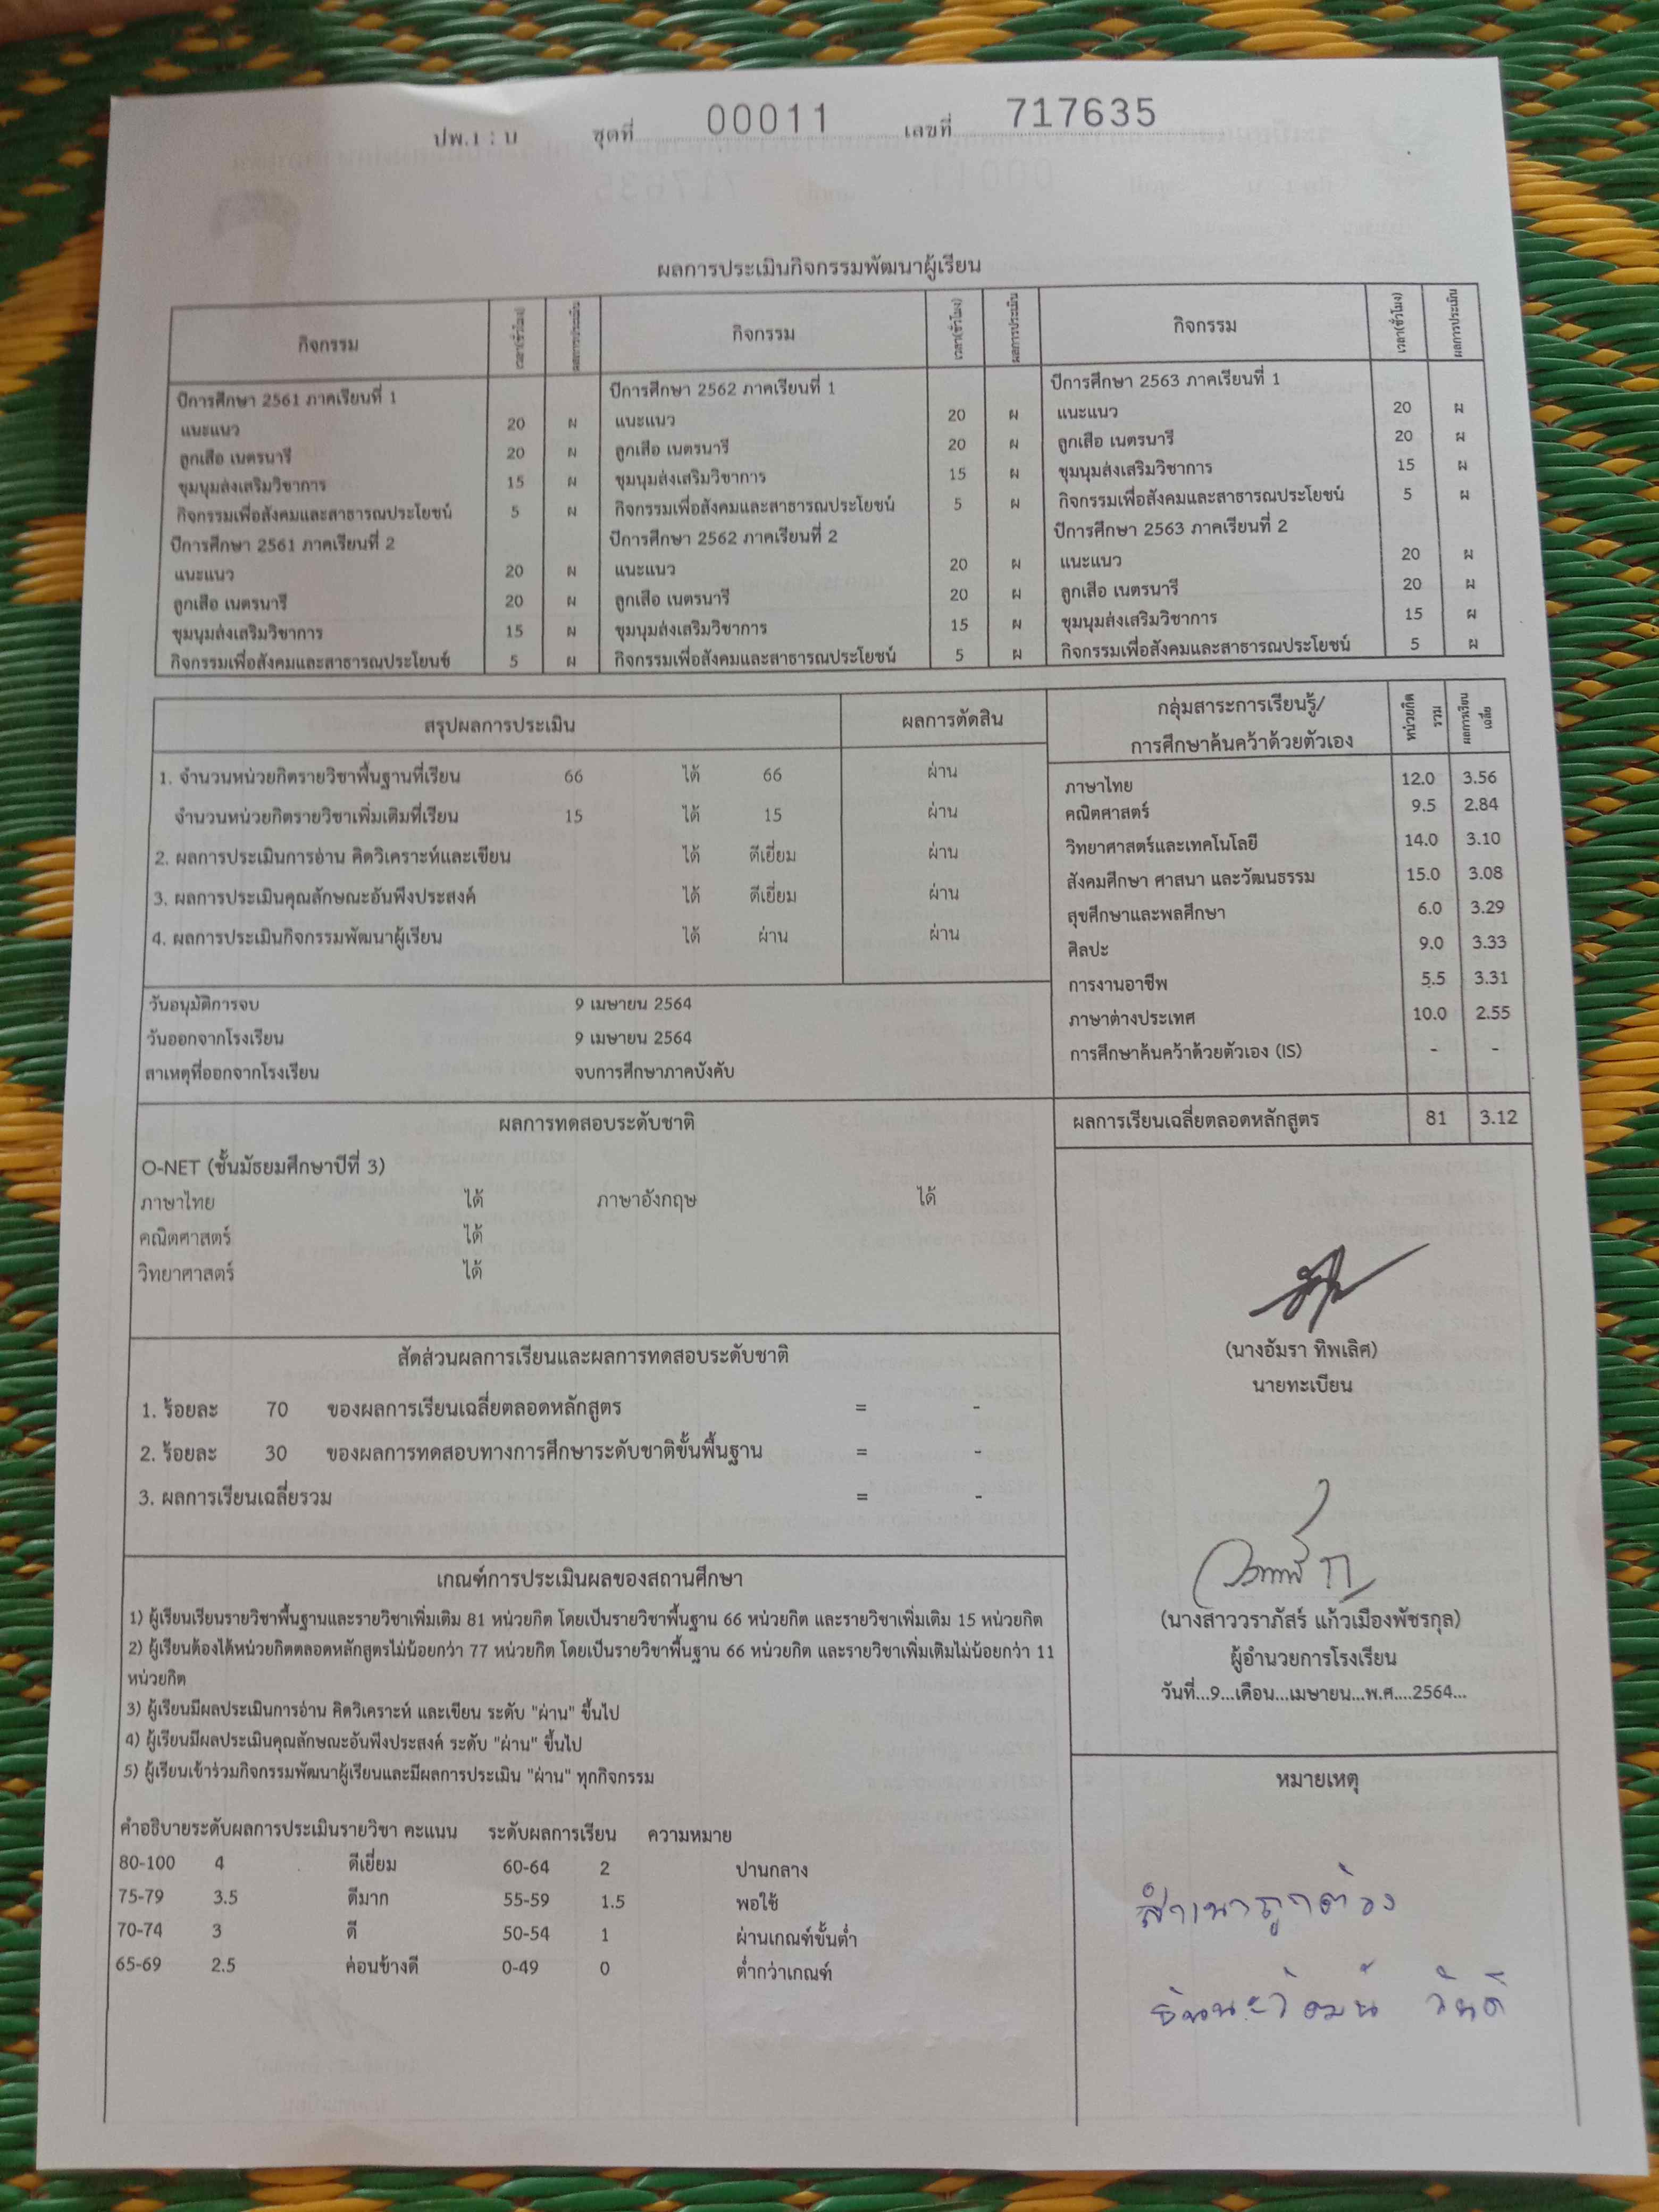 ปพ.1 : บ ชุดที่ 00011 เลขที่ 717635
ผลการประเมินกิจกรรมพัฒนาผู้เรียน
กิจกรรม เวลา(ชั่วโมง) ผลการประเมิน กิจกรรม เวลา(ชั่วโมง) ผลการประเมิน กิจกรรม เวลา(ชั่วโมง) ผลการประเมิน
ปีการศึกษา 2561 ภาคเรียนที่ 1 ปีการศึกษา 2562 ภาคเรียนที่ 1 ปีการศึกษา 2563 ภาคเรียนที่ 1
แนะแนว 20 ผ แนะแนว 20 ผ แนะแนว 20 ผ
ลูกเสือ เนตรนารี 20 ผ ลูกเสือ เนตรนารี 20 ผ ลูกเสือ เนตรนารี 20 ผ
ชุมนุมส่งเสริมวิชาการ 15 ผ ชุมนุมส่งเสริมวิชาการ 15 ผ ชุมนุมส่งเสริมวิชาการ 15 ผ
กิจกรรมเพื่อสังคมและสาธารณประโยชน์ 5 ผ กิจกรรมเพื่อสังคมและสาธารณประโยชน์ 5 ผ กิจกรรมเพื่อสังคมและสาธารณประโยชน์ 5 ผ
ปีการศึกษา 2561 ภาคเรียนที่ 2 ปีการศึกษา 2562 ภาคเรียนที่ 2 ปีการศึกษา 2563 ภาคเรียนที่ 2
แนะแนว 20 ผ แนะแนว 20 ผ แนะแนว 20 ผ
ลูกเสือ เนตรนารี 20 ผ ลูกเสือ เนตรนารี 20 ผ ลูกเสือ เนตรนารี 20 ผ
ชุมนุมส่งเสริมวิชาการ 15 ผ ชุมนุมส่งเสริมวิชาการ 15 ผ ชุมนุมส่งเสริมวิชาการ 15 ผ
กิจกรรมเพื่อสังคมและสาธารณประโยนช์ 5 ผ กิจกรรมเพื่อสังคมและสาธารณประโยชน์ 5 ผ กิจกรรมเพื่อสังคมและสาธารณประโยชน์ 5 ผ
สรุปผลการประเมิน ผลการตัดสิน
1. จำนวนหน่วยกิตรายวิชาพื้นฐานที่เรียน 66 ได้ 66 ผ่าน
จำนวนหน่วยกิตรายวิชาเพิ่มเติมที่เรียน 15 ได้ 15 ผ่าน
2. ผลการประเมินการอ่าน คิดวิเคราะห์และเขียน ได้ ดีเยี่ยม ผ่าน
3. ผลการประเมินคุณลักษณะอันพึงประสงค์ ได้ ดีเยี่ยม ผ่าน
4. ผลการประเมินกิจกรรมพัฒนาผู้เรียน ได้ ผ่าน ผ่าน
วันอนุมัติการจบ 9 เมษายน 2564
วันออกจากโรงเรียน 9 เมษายน 2564
สาเหตุที่ออกจากโรงเรียน จบการศึกษาภาคบังคับ
กลุ่มสาระการเรียนรู้/
การศึกษาค้นคว้าด้วยตัวเอง
หน่วยกิตรวม ผลการเรียนเฉลี่ย
ภาษาไทย 12.0 3.56
คณิตศาสตร์ 9.5 2.84
วิทยาศาสตร์และเทคโนโลยี 14.0 3.10
สังคมศึกษา ศาสนา และวัฒนธรรม 15.0 3.08
สุขศึกษาและพลศึกษา 6.0 3.29
ศิลปะ 9.0 3.33
การงานอาชีพ 5.5 3.31
ภาษาต่างประเทศ 10.0 2.55
การศึกษาค้นคว้าด้วยตัวเอง (IS) - -
ผลการเรียนเฉลี่ยตลอดหลักสูตร 81 3.12
ผลการทดสอบระดับชาติ
O-NET (ชั้นมัธยมศึกษาปีที่ 3)
ภาษาไทย ได้ ภาษาอังกฤษ ได้
คณิตศาสตร์ ได้
วิทยาศาสตร์ ได้
สัดส่วนผลการเรียนและผลการทดสอบระดับชาติ
1. ร้อยละ 70 ของผลการเรียนเฉลี่ยตลอดหลักสูตร = -
2. ร้อยละ 30 ของผลการทดสอบทางการศึกษาระดับชาติขั้นพื้นฐาน = -
3. ผลการเรียนเฉลี่ยรวม = -
เกณฑ์การประเมินผลของสถานศึกษา
1) ผู้เรียนเรียนรายวิชาพื้นฐานและรายวิชาเพิ่มเติม 81 หน่วยกิต โดยเป็นรายวิชาพื้นฐาน 66 หน่วยกิต และรายวิชาเพิ่มเติม 15 หน่วยกิต
2) ผู้เรียนต้องได้หน่วยกิตตลอดหลักสูตรไม่น้อยกว่า 77 หน่วยกิต โดยเป็นรายวิชาพื้นฐาน 66 หน่วยกิต และรายวิชาเพิ่มเติมไม่น้อยกว่า 11
หน่วยกิต
3) ผู้เรียนมีผลประเมินการอ่าน คิดวิเคราะห์ และเขียน ระดับ "ผ่าน" ขึ้นไป
4) ผู้เรียนมีผลประเมินคุณลักษณะอันพึงประสงค์ ระดับ "ผ่าน" ขึ้นไป
5) ผู้เรียนเข้าร่วมกิจกรรมพัฒนาผู้เรียนและมีผลการประเมิน "ผ่าน" ทุกกิจกรรม
คำอธิบายระดับผลการประเมินรายวิชา คะแนน ระดับผลการเรียน ความหมาย
80-100 4 ดีเยี่ยม 60-64 2 ปานกลาง
75-79 3.5 ดีมาก 55-59 1.5 พอใช้
70-74 3 ดี 50-54 1 ผ่านเกณฑ์ขั้นต่ำ
65-69 2.5 ค่อนข้างดี 0-49 0 ต่ำกว่าเกณฑ์
(นางอัมรา ทิพเลิศ)
นายทะเบียน
(นางสาววราภัสร์ แก้วเมืองพัชรกุล)
ผู้อำนวยการโรงเรียน
วันที่...9...เดือน...เมษายน...พ.ศ....2564...
หมายเหตุ
สำเนาถูกต้อง